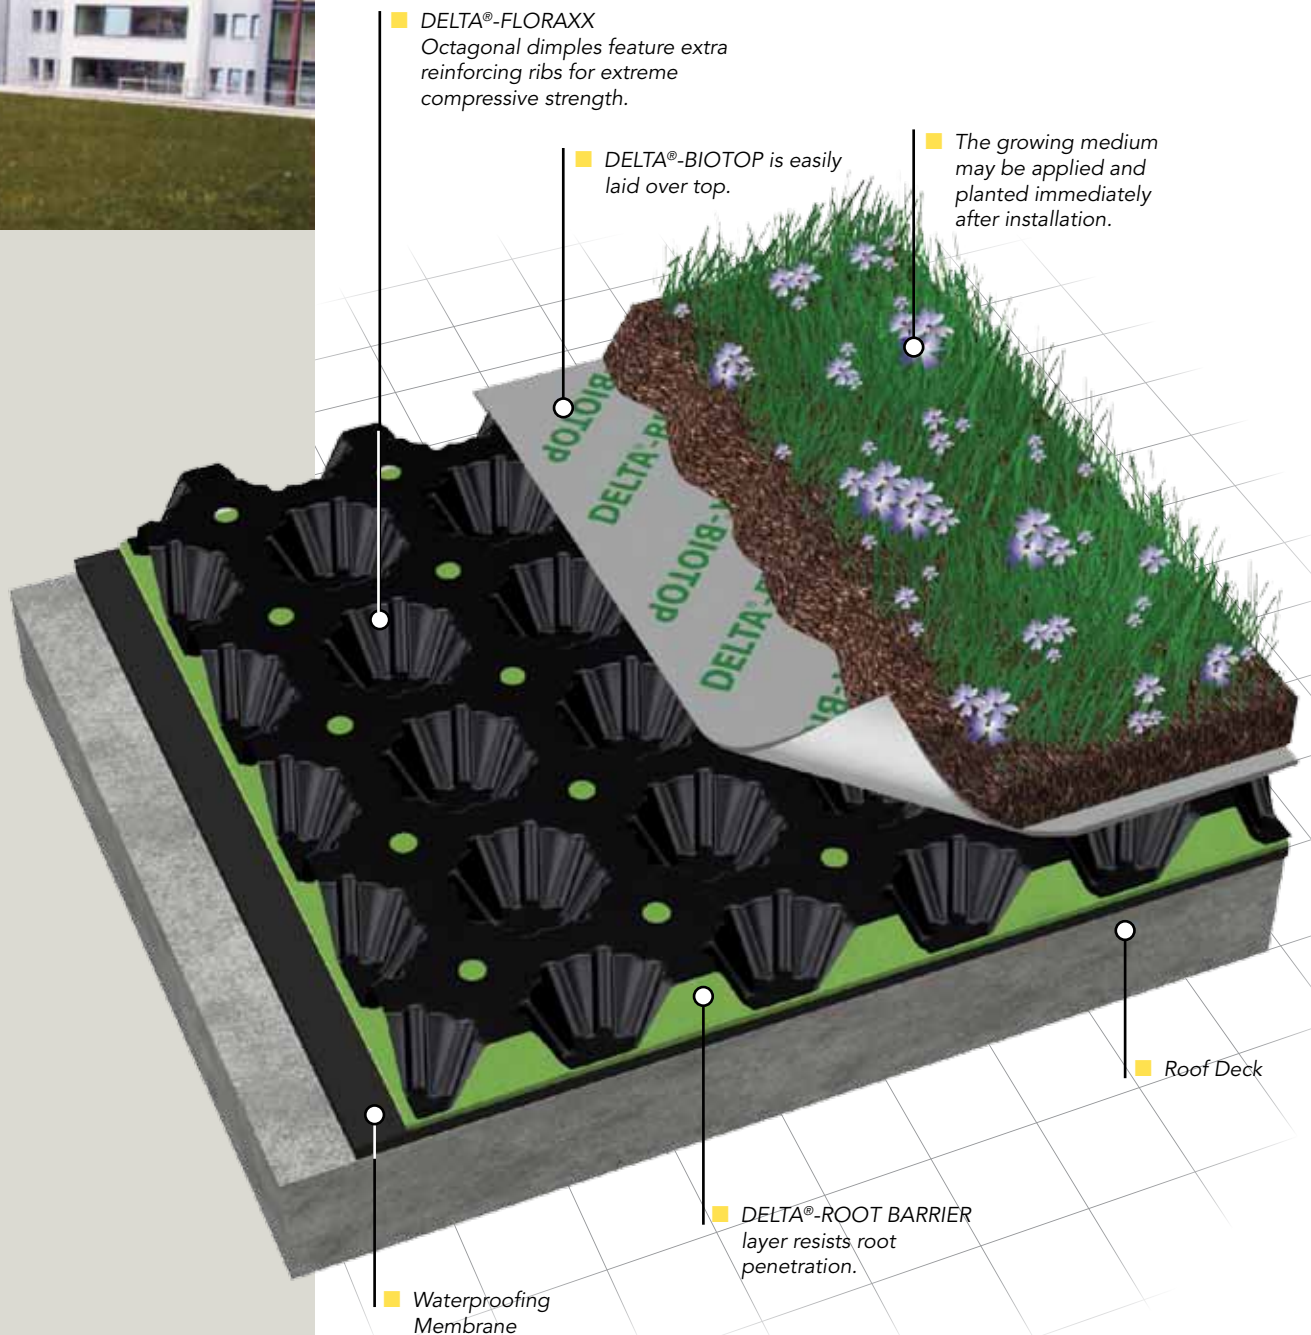 DELTA®-FLORAXX
Octagonal dimples feature extra
reinforcing ribs for extreme
compressive strength.
DELTA®-BIOTOP is easily
laid over top.
The growing medium
may be applied and
planted immediately
after installation.
BIOTOP
DELTA®-BI
-BIOTOP
DELTA®-B
Roof Deck
DELTA®-ROOT BARRIER
layer resists root
penetration.
Waterproofing
Membrane